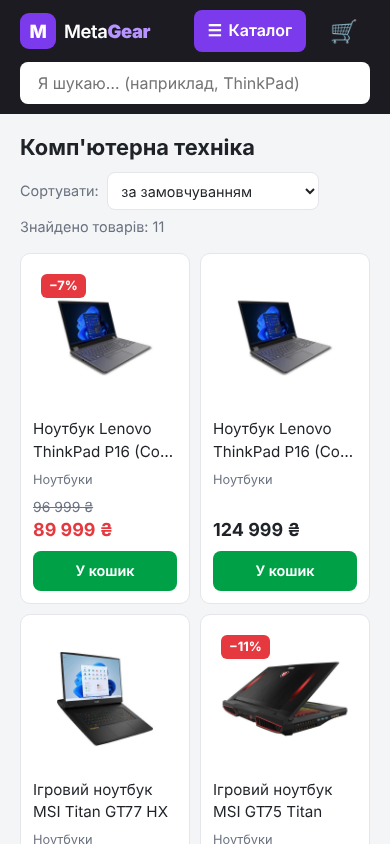 M MetaGear ☰ Каталог
Я шукаю... (наприклад, ThinkPad)
Комп'ютерна техніка
Сортувати: за замовчуванням
Знайдено товарів: 11
−7%
Ноутбук Lenovo
ThinkPad P16 (Co...
Ноутбуки
96 999 ₴
89 999 ₴
У кошик
Ноутбук Lenovo
ThinkPad P16 (Co...
Ноутбуки
124 999 ₴
У кошик
Ігровий ноутбук
MSI Titan GT77 HX
Ноутбуки
−11%
Ігровий ноутбук
MSI GT75 Titan
Ноутбуки